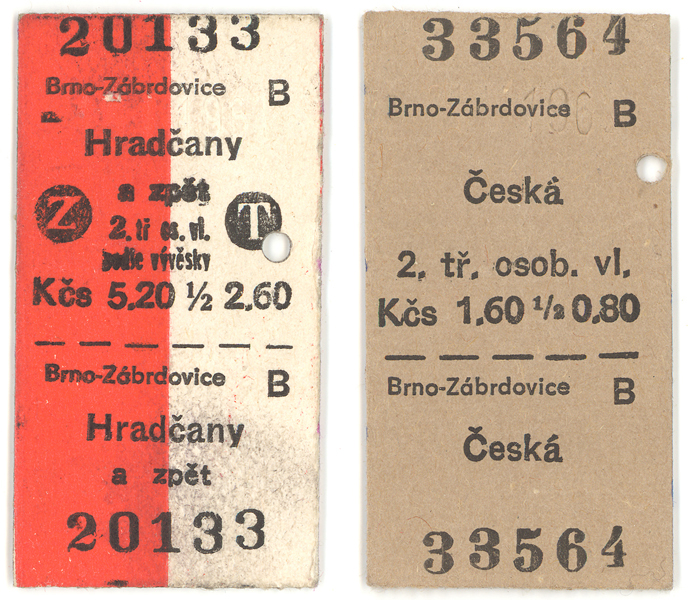 20133
Brno-Zábrdovice B
Hradčany
a zpět
Z 2. tř os. vl. T
podle vývěsky
Kčs 5.20 ½ 2.60
Brno-Zábrdovice B
Hradčany
a zpět
20133
33564
Brno-Zábrdovice B
Česká
2. tř. osob. vl.
Kčs 1.60 1/2 0.80
Brno-Zábrdovice B
Česká
33564